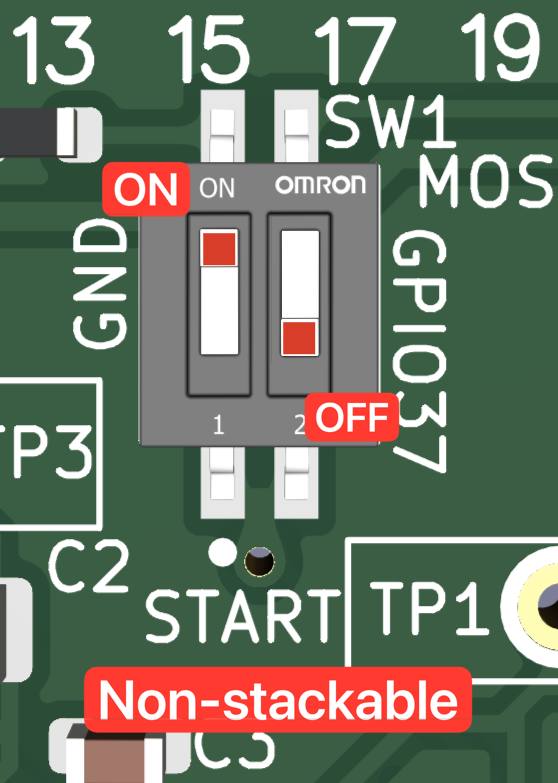 13 15 17 19
SW1
MOS
ON ON OMRON
GND
GPIO37
1 2 OFF
TP3
C2
START
TP1
Non-stackable
C3